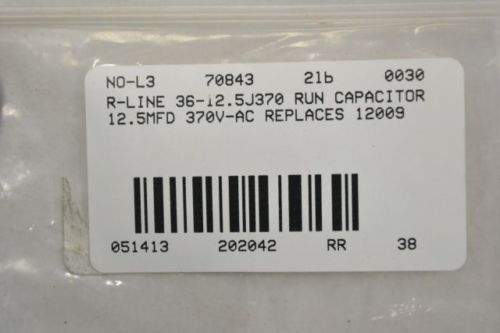 NO-L3 70843 2lb 0030
R-LINE 36-12.5J370 RUN CAPACITOR
12.5MFD 370V-AC REPLACES 12009
051413 202042 RR 38